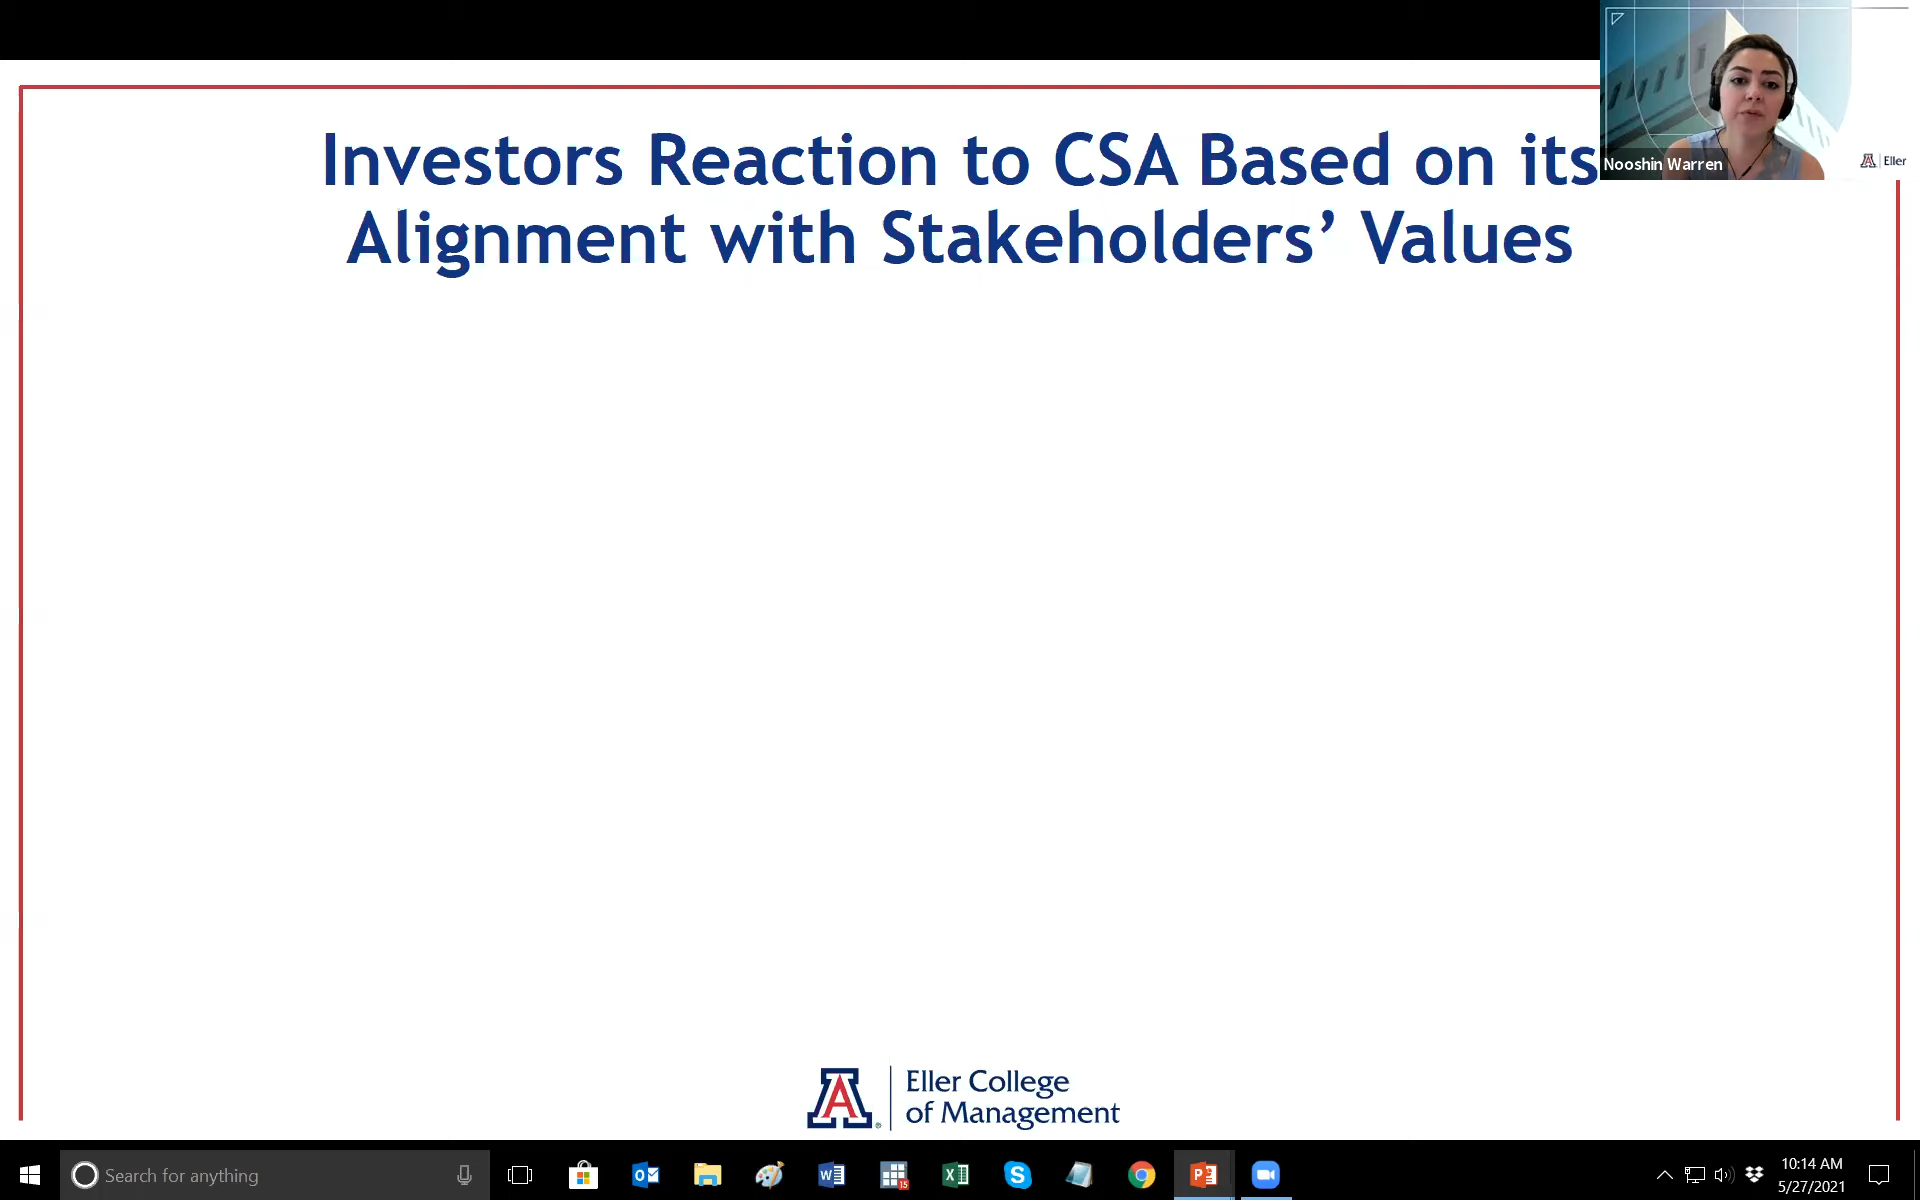 Investors Reaction to CSA Based on its
Alignment with Stakeholders’ Values
Nooshin Warren
A Eller
A
Eller College
of Management
Search for anything
15
10:14 AM
5/27/2021